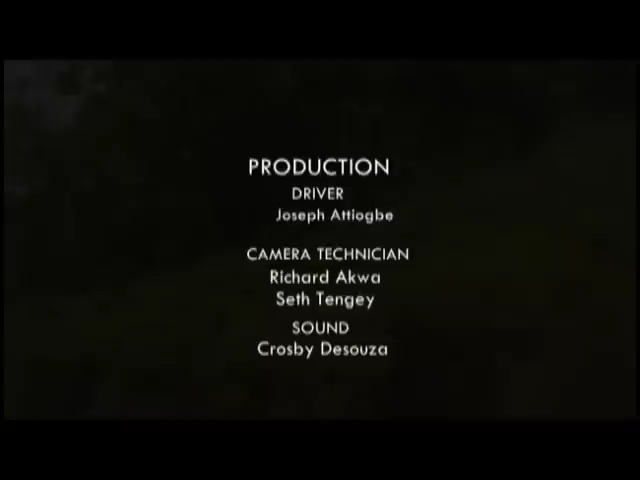 PRODUCTION
DRIVER
Joseph Attiogbe
CAMERA TECHNICIAN
Richard Akwa
Seth Tengey
SOUND
Crosby Desouza